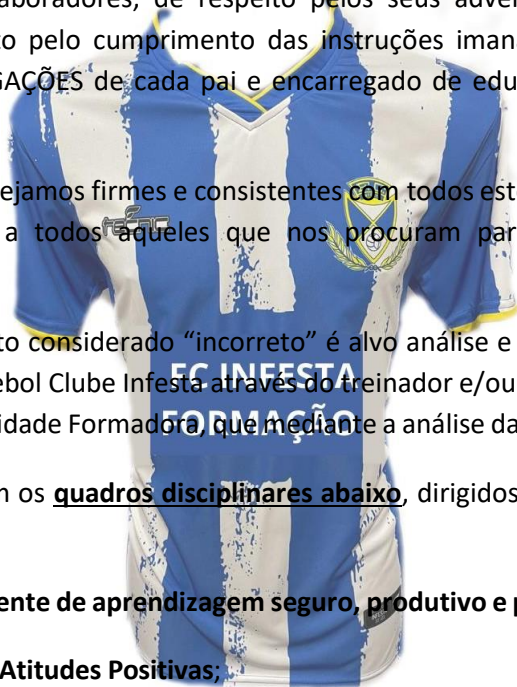 aboradores, de respeito pelos seus adver
to pelo cumprimento das instruções iman
GAÇÕES de cada pai e encarregado de edu
ejamos firmes e consistentes com todos est
a todos aqueles que nos procuram par
to considerado “incorreto” é alvo análise e
ebol Clube Infesta através do treinador e/ou
idade Formadora, que mediante a análise da
m os quadros disciplinares abaixo, dirigidos
ente de aprendizagem seguro, produtivo e p
Atitudes Positivas;
FC INFESTA
FORMAÇÃO